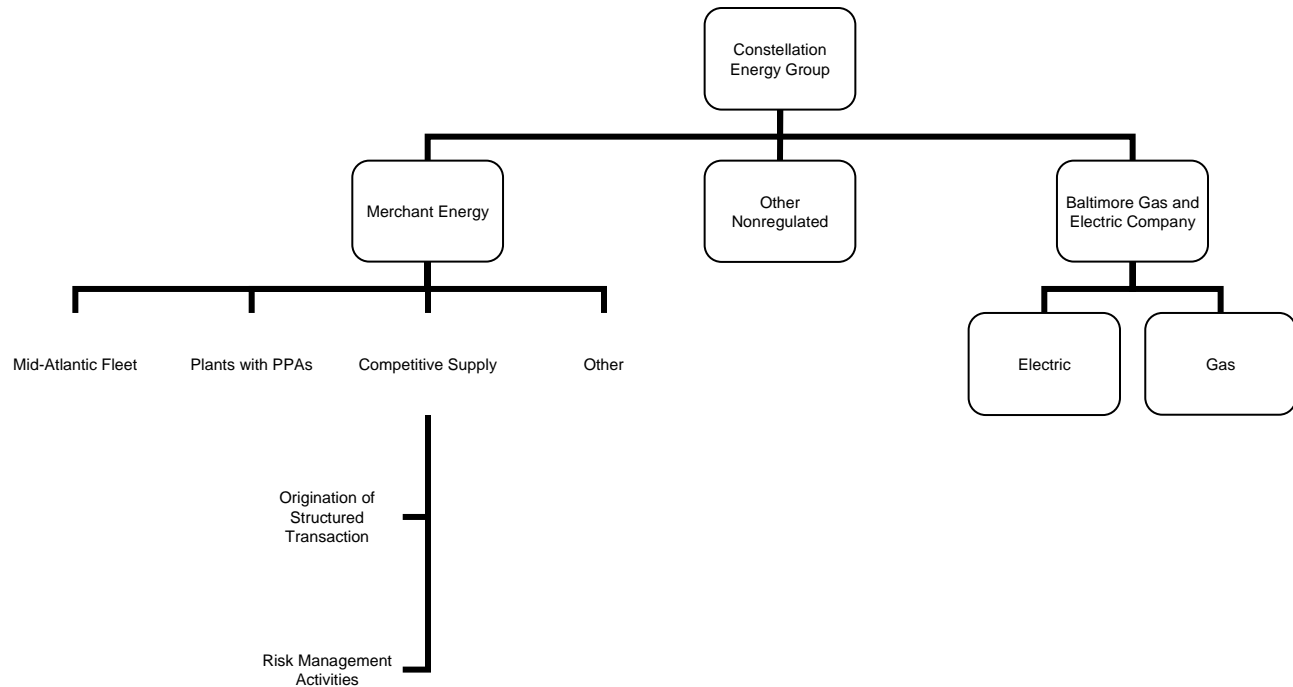 Constellation
Energy Group
Merchant Energy
Other
Nonregulated
Baltimore Gas and
Electric Company
Mid-Atlantic Fleet
Plants with PPAs
Competitive Supply
Other
Electric
Gas
Origination of
Structured
Transaction
Risk Management
Activities